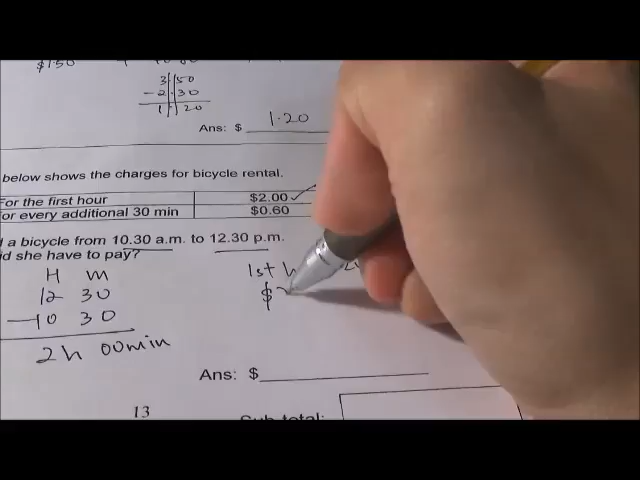 $1.50
3 50
- 2 30
1 20
Ans: $ 1.20
below shows the charges for bicycle rental.
For the first hour $2.00
or every additional 30 min $0.60
d a bicycle from 10.30 a.m. to 12.30 p.m.
id she have to pay?
H m
12 30
- 10 30
2h 00min
1st h
$
Ans: $
13
Sub-total: